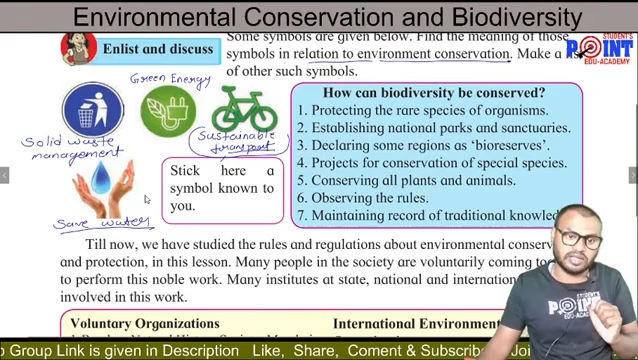 Environmental Conservation and Biodiversity
Enlist and discuss
Some symbols are given below. Find the meaning of those
symbols in relation to environment conservation. Make a
of other such symbols.
STUDENT'S
POINT
EDU-ACADEMY
Green Energy
Solid waste
management
Sustainable
transport
Save water
Stick here a
symbol known to
you.
How can biodiversity be conserved?
1. Protecting the rare species of organisms.
2. Establishing national parks and sanctuaries.
3. Declaring some regions as 'bioreserves'.
4. Projects for conservation of special species.
5. Conserving all plants and animals.
6. Observing the rules.
7. Maintaining record of traditional knowled
Till now, we have studied the rules and regulations about environmental conser
and protection, in this lesson. Many people in the society are voluntarily coming to
to perform this noble work. Many institutes at state, national and internation
involved in this work.
Voluntary Organizations
International Environment
p Group Link is given in Description Like, Share, Coment & Subscrib
POINT